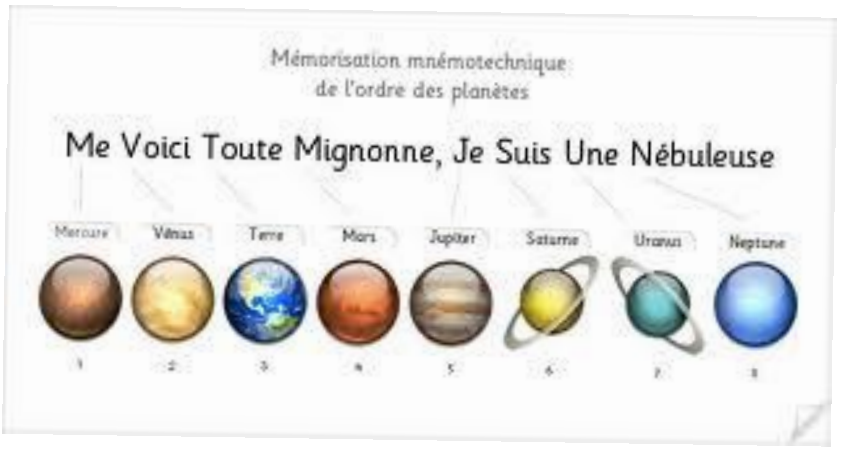 Mémorisation mnémotechnique
de l'ordre des planètes
Me Voici Toute Mignonne, Je Suis Une Nébuleuse
Mercure Vénus Terre Mars Jupiter Saturne Uranus Neptune
1 2 3 4 5 6 7 8